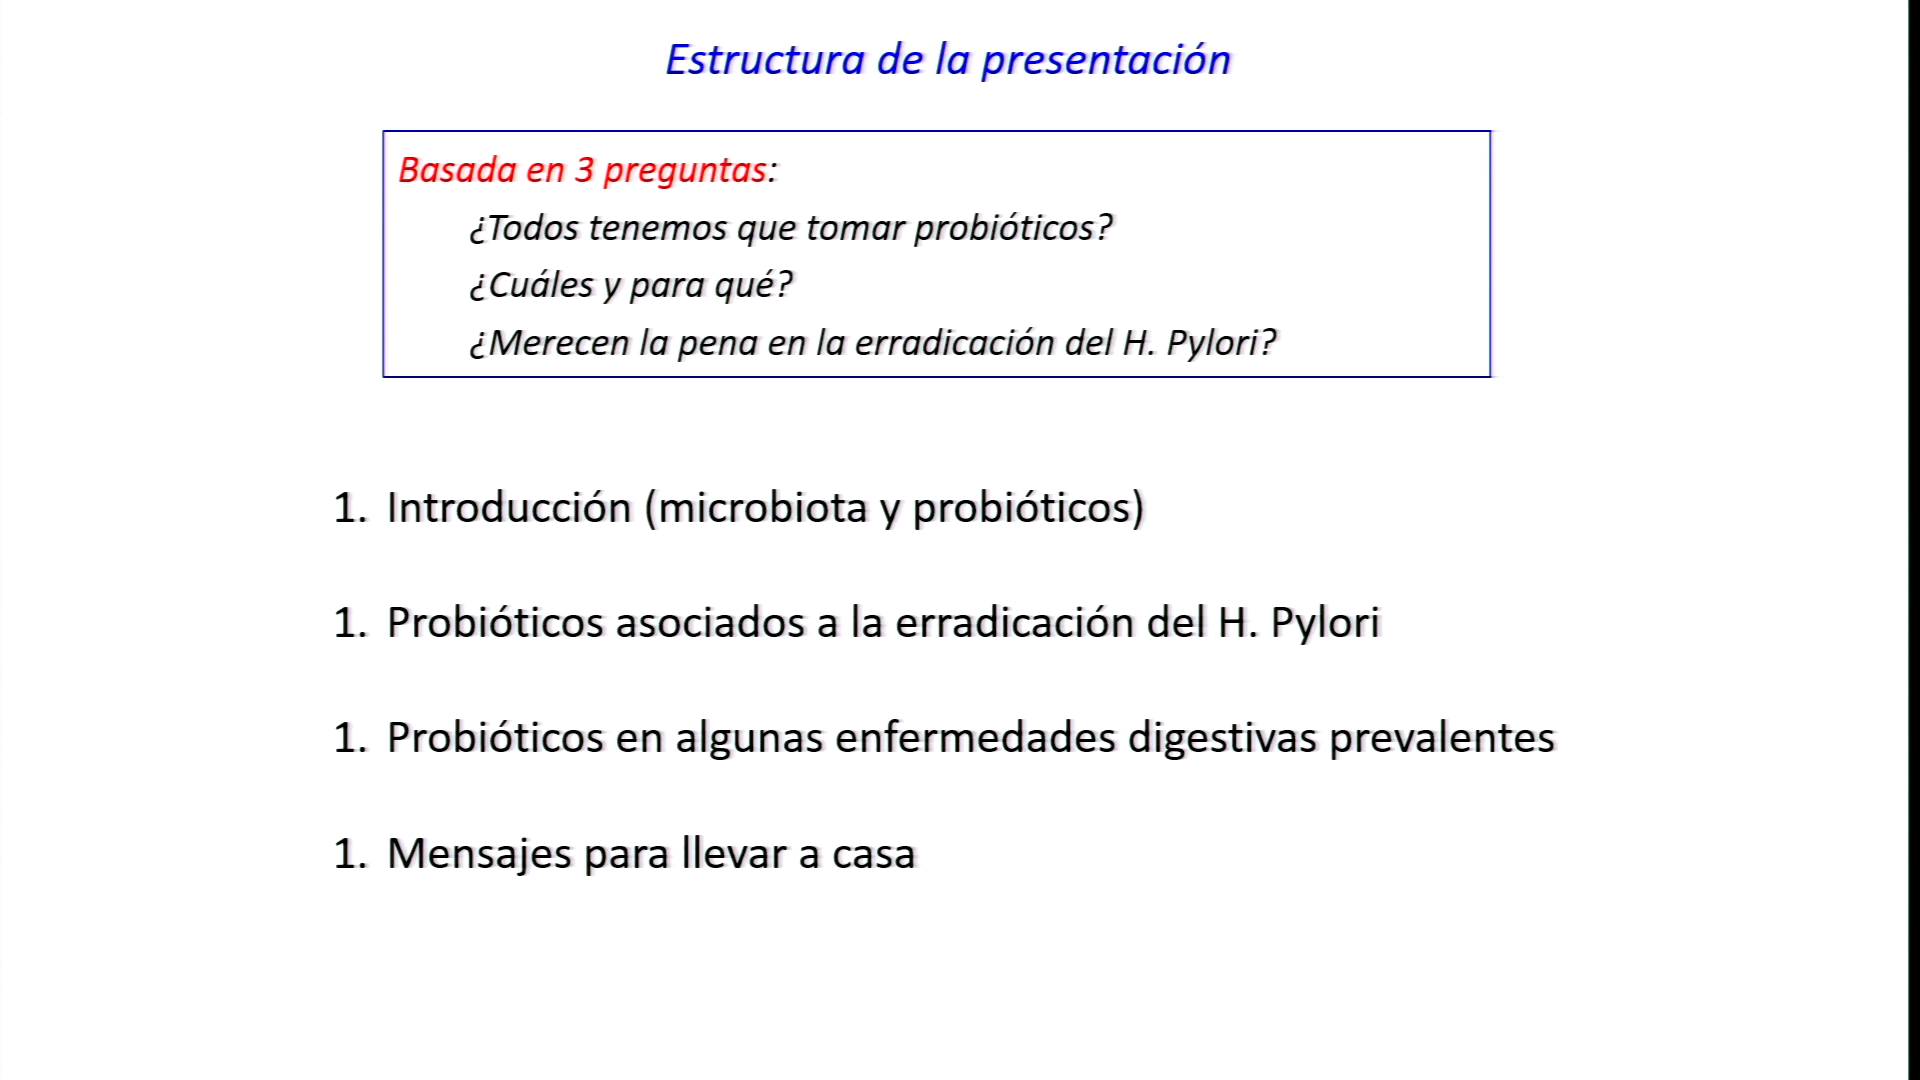 Estructura de la presentación
Basada en 3 preguntas:
¿Todos tenemos que tomar probióticos?
¿Cuáles y para qué?
¿Merecen la pena en la erradicación del H. Pylori?
1. Introducción (microbiota y probióticos)
1. Probióticos asociados a la erradicación del H. Pylori
1. Probióticos en algunas enfermedades digestivas prevalentes
1. Mensajes para llevar a casa